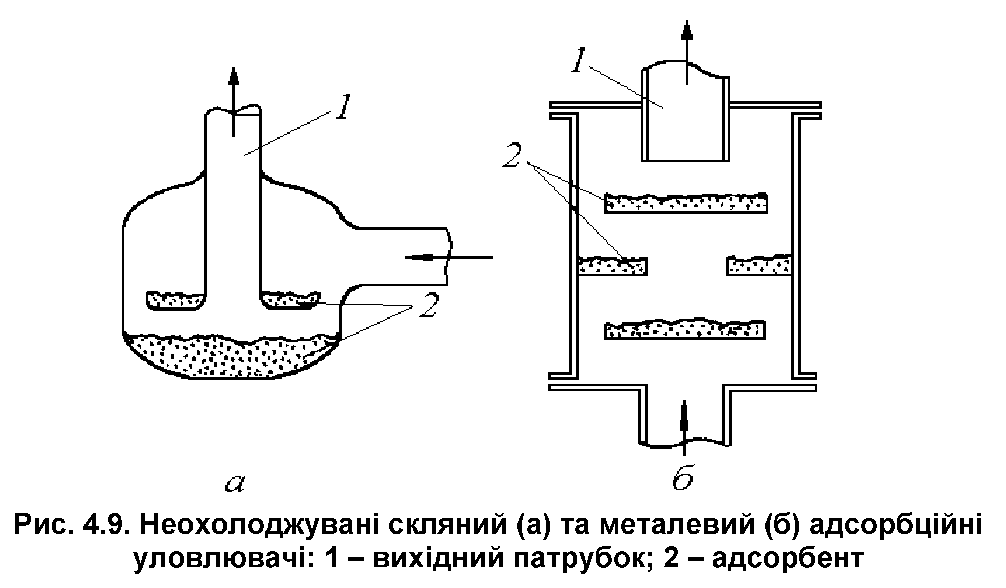 1
2
а
1
2
б
Рис. 4.9. Неохолоджувані скляний (а) та металевий (б) адсорбційні
уловлювачі: 1 – вихідний патрубок; 2 – адсорбент